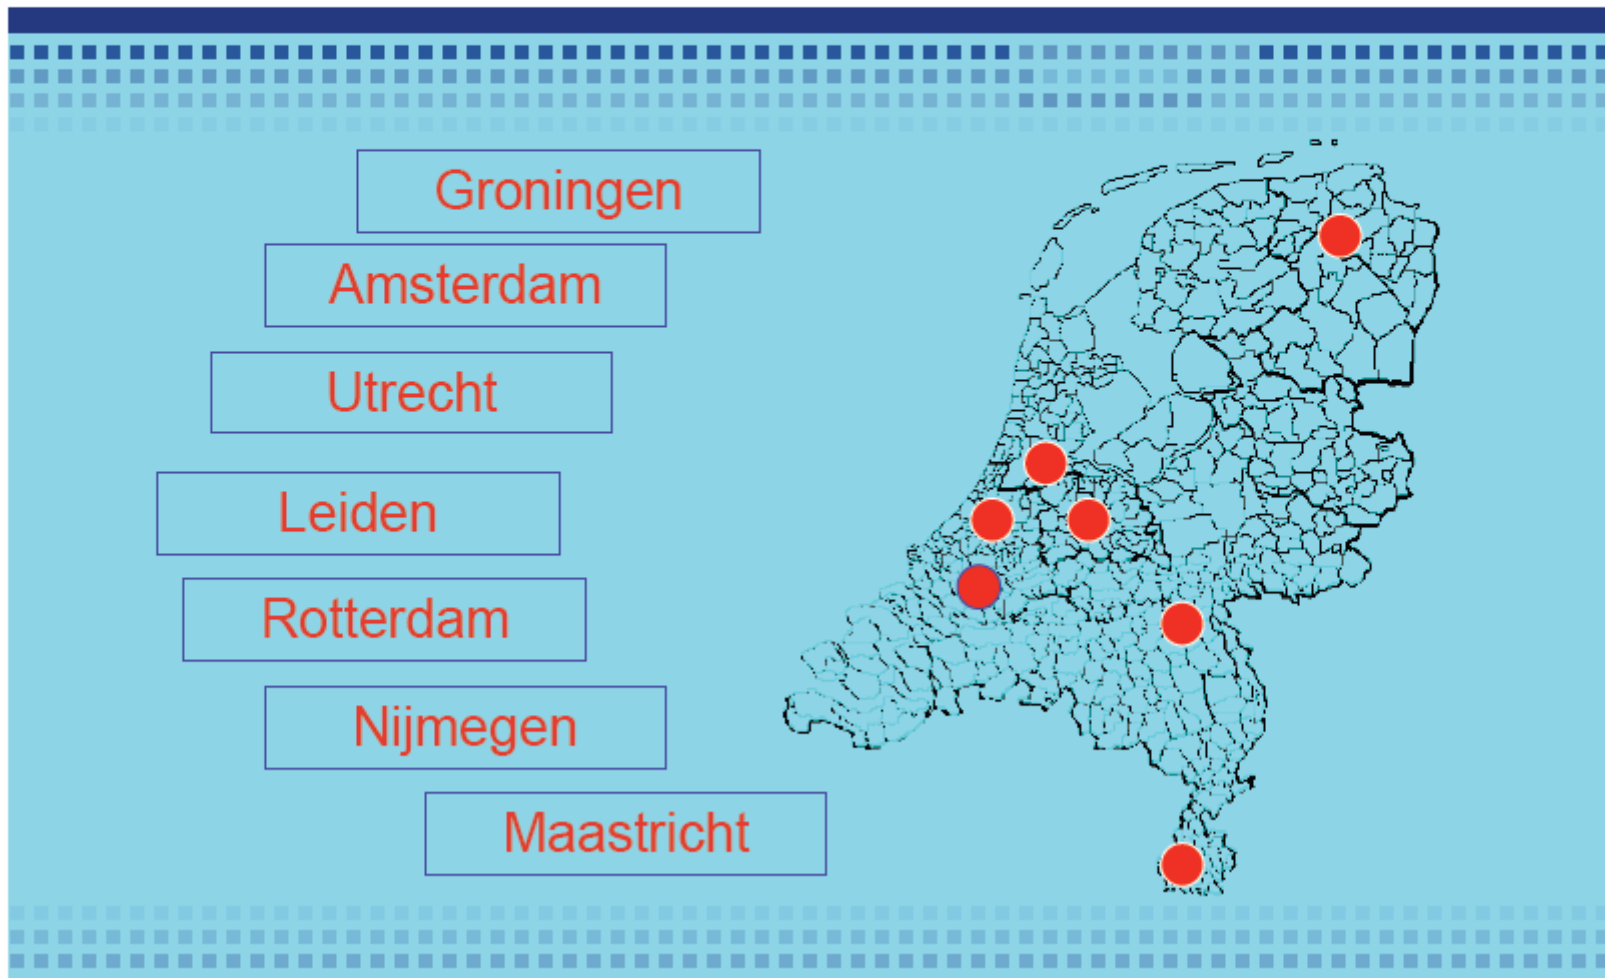 Groningen
Amsterdam
Utrecht
Leiden
Rotterdam
Nijmegen
Maastricht